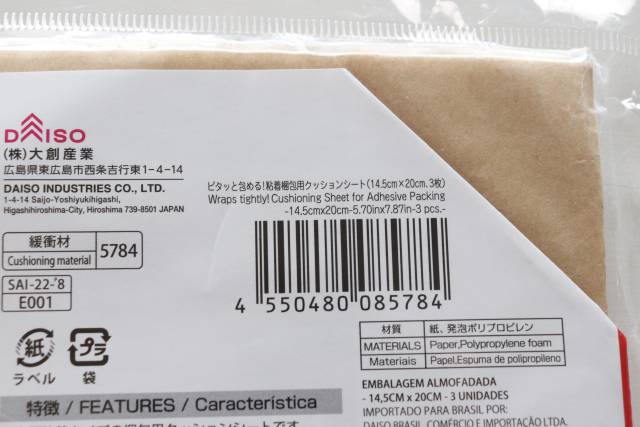 DAISO
(株)大創産業
広島県東広島市西条吉行東1-4-14
DAISO INDUSTRIES CO., LTD.
1-4-14 Saijo-Yoshiyukihigashi,
Higashihiroshima-City, Hiroshima 739-8501 JAPAN
緩衝材
Cushioning material
5784
SAI-22-'8
E001
紙
ラベル
プラ
袋
ピタッと包める!粘着梱包用クッションシート(14.5cm×20cm、3枚)
Wraps tightly! Cushioning Sheet for Adhesive Packing
-14.5cmx20cm-5.70inx7.87in-3 pcs.-
4 550480 085784
材質 紙、発泡ポリプロピレン
MATERIALS Paper,Polypropylene foam
Materiais Papel,Espuma de polipropileno
特徴 / FEATURES / Característica
EMBALAGEM ALMOFADADA
- 14,5cm x 20cm - 3 UNIDADES
IMPORTADO PARA BRASIL POR:
DAISO BRASIL COMÉRCIO E IMPORTAÇÃO LTDA.